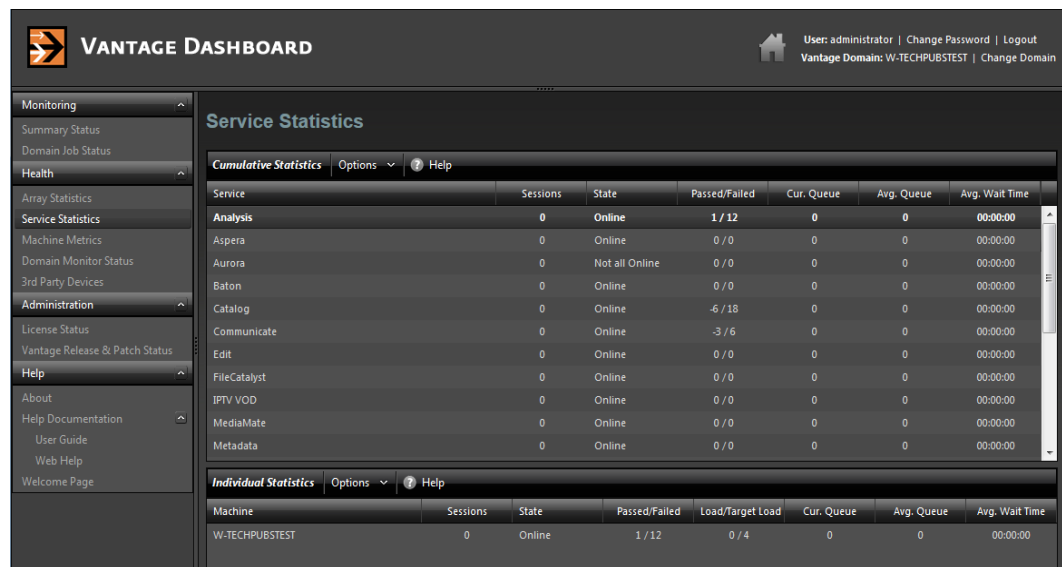 VANTAGE DASHBOARD
User: administrator | Change Password | Logout
Vantage Domain: W-TECHPUBSTEST | Change Domain
Monitoring
Summary Status
Domain Job Status
Health
Array Statistics
Service Statistics
Machine Metrics
Domain Monitor Status
3rd Party Devices
Administration
License Status
Vantage Release & Patch Status
Help
About
Help Documentation
User Guide
Web Help
Welcome Page
Service Statistics
Cumulative Statistics Options ? Help
Service Sessions State Passed/Failed Cur. Queue Avg. Queue Avg. Wait Time
Analysis 0 Online 1 / 12 0 0 00:00:00
Aspera 0 Online 0 / 0 0 0 00:00:00
Aurora 0 Not all Online 0 / 0 0 0 00:00:00
Baton 0 Online 0 / 0 0 0 00:00:00
Catalog 0 Online -6 / 18 0 0 00:00:00
Communicate 0 Online -3 / 6 0 0 00:00:00
Edit 0 Online 0 / 0 0 0 00:00:00
FileCatalyst 0 Online 0 / 0 0 0 00:00:00
IPTV VOD 0 Online 0 / 0 0 0 00:00:00
MediaMate 0 Online 0 / 0 0 0 00:00:00
Metadata 0 Online 0 / 0 0 0 00:00:00
Individual Statistics Options ? Help
Machine Sessions State Passed/Failed Load/Target Load Cur. Queue Avg. Queue Avg. Wait Time
W-TECHPUBSTEST 0 Online 1 / 12 0 / 4 0 0 00:00:00